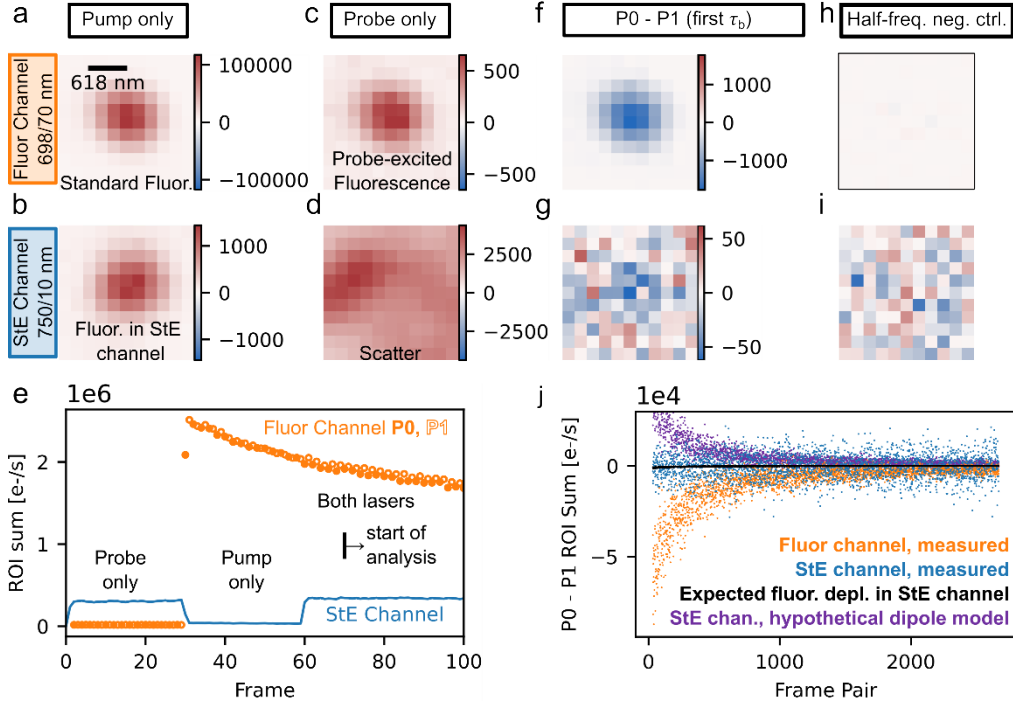 a
Pump only
c
Probe only
f
P0 - P1 (first τb)
h
Half-freq. neg. ctrl.
Fluor Channel
698/70 nm
618 nm
100000
0
−100000
Standard Fluor.
500
0
−500
Probe-excited
Fluorescence
1000
0
−1000
b
d
g
i
StE Channel
750/10 nm
1000
0
−1000
Fluor. in StE
channel
2500
0
−2500
Scatter
50
0
−50
e
1e6
ROI sum [e-/s]
2
1
0
Fluor Channel P0, P1
Both lasers
start of
analysis
Probe
only
Pump
only
StE Channel
0
20
40
60
80
100
Frame
j
1e4
P0 - P1 ROI Sum [e-/s]
0
−5
Fluor channel, measured
StE channel, measured
Expected fluor. depl. in StE channel
StE chan., hypothetical dipole model
0
1000
2000
Frame Pair